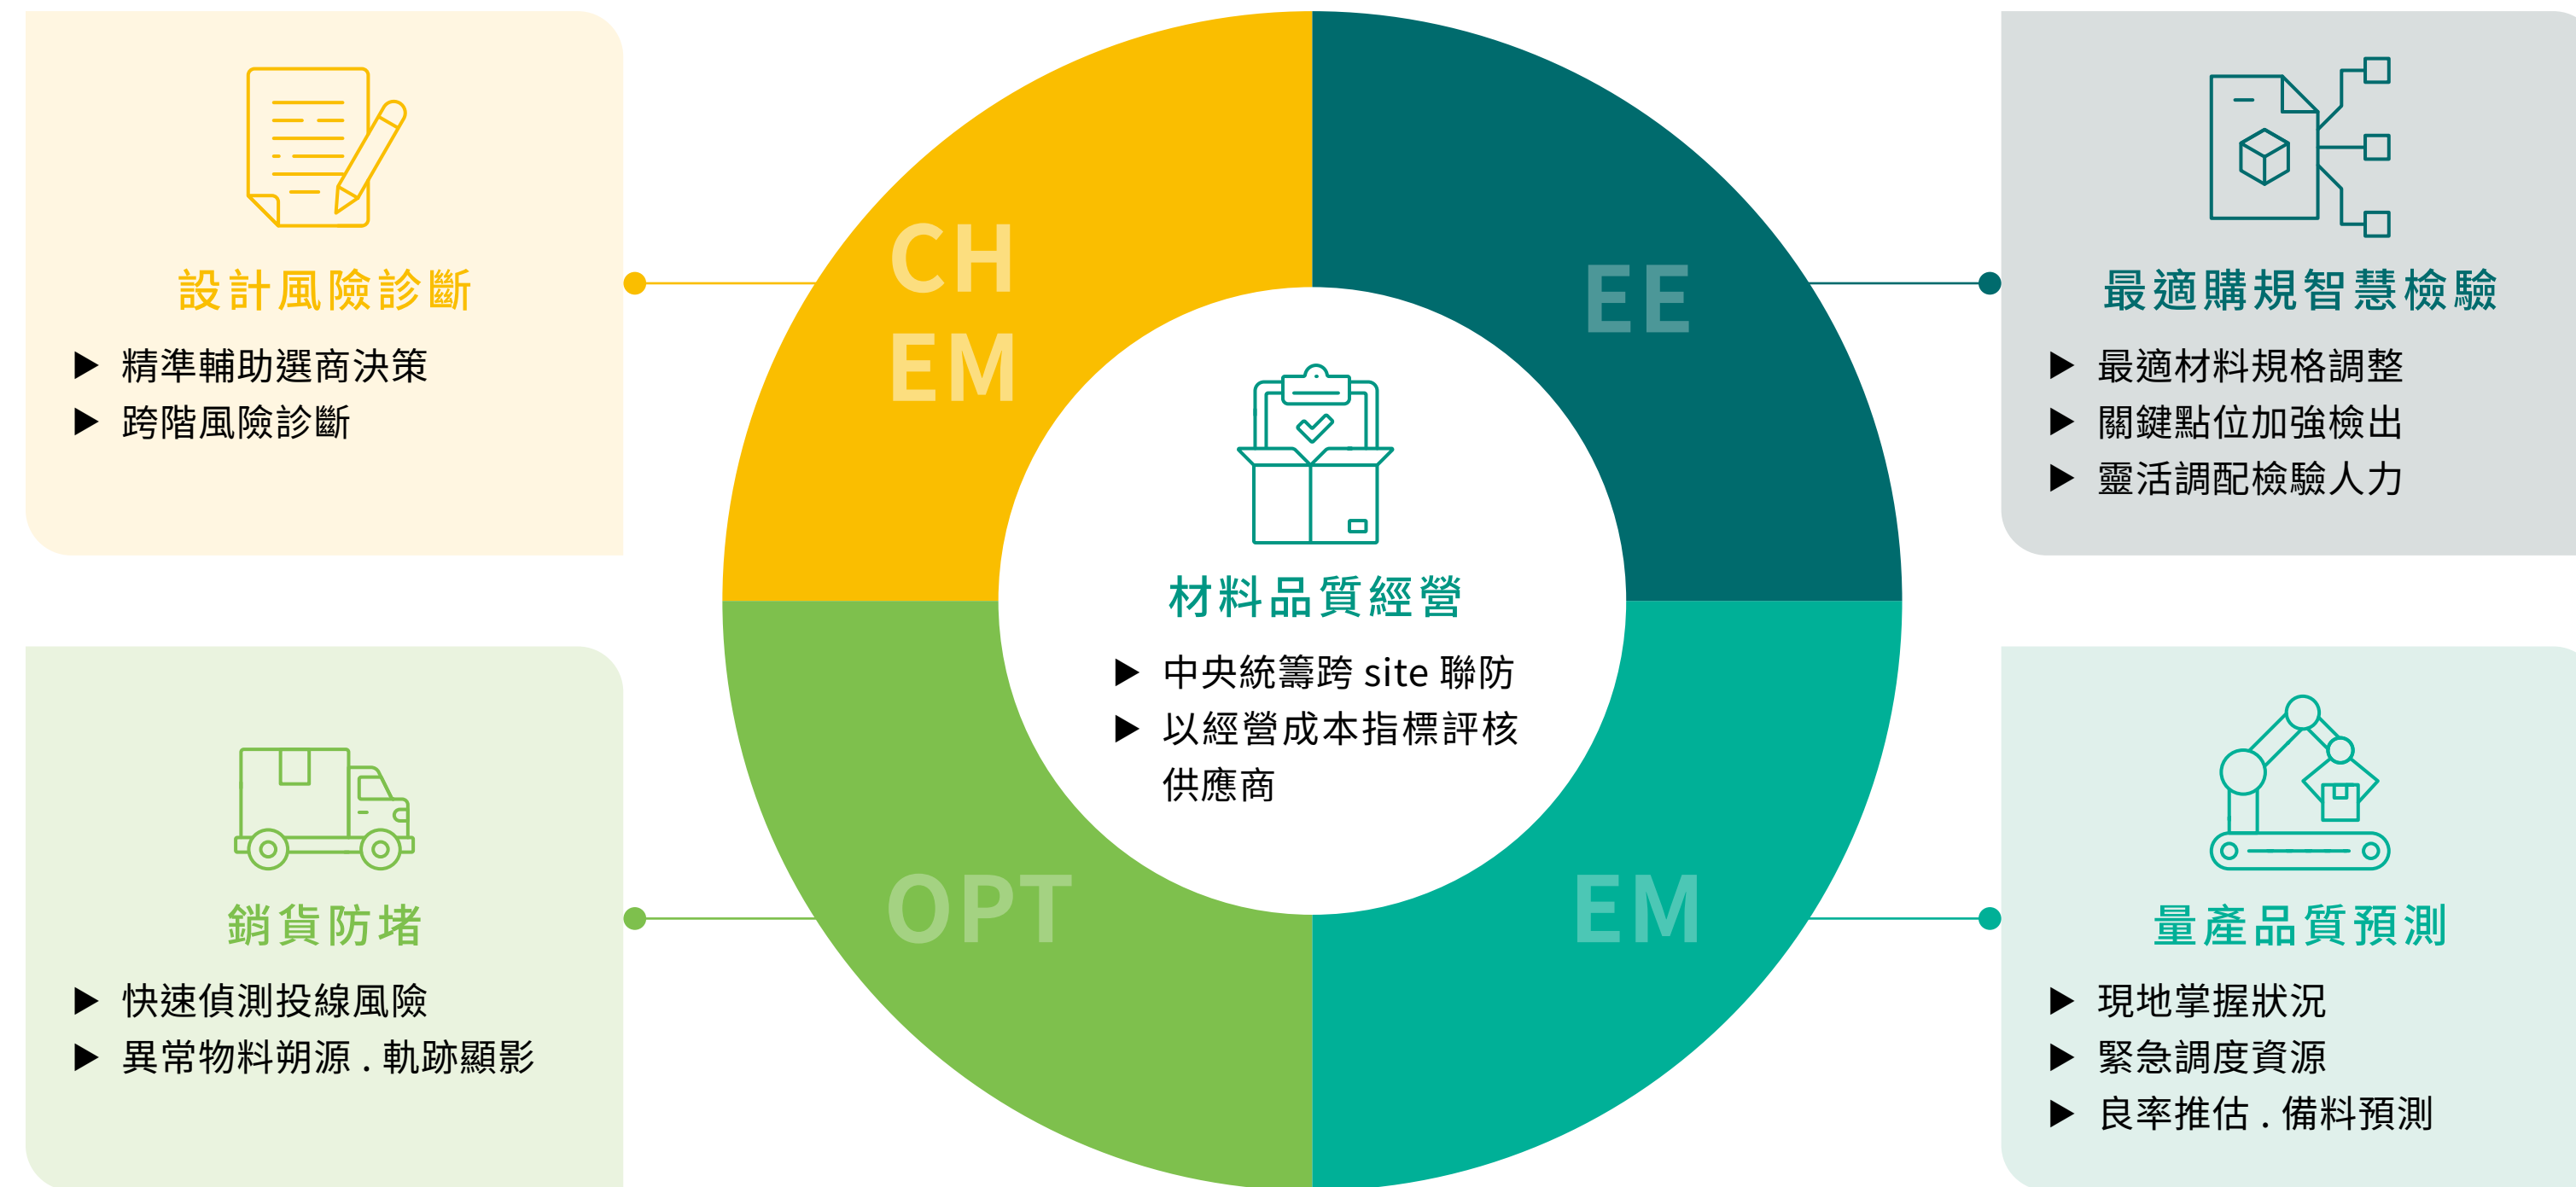 設計風險診斷
▶ 精準輔助選商決策
▶ 跨階風險診斷
CH
EM
EE
最適購規智慧檢驗
▶ 最適材料規格調整
▶ 關鍵點位加強檢出
▶ 靈活調配檢驗人力
材料品質經營
▶ 中央統籌跨 site 聯防
▶ 以經營成本指標評核
供應商
銷貨防堵
▶ 快速偵測投線風險
▶ 異常物料朔源 . 軌跡顯影
OPT
EM
量產品質預測
▶ 現地掌握狀況
▶ 緊急調度資源
▶ 良率推估 . 備料預測